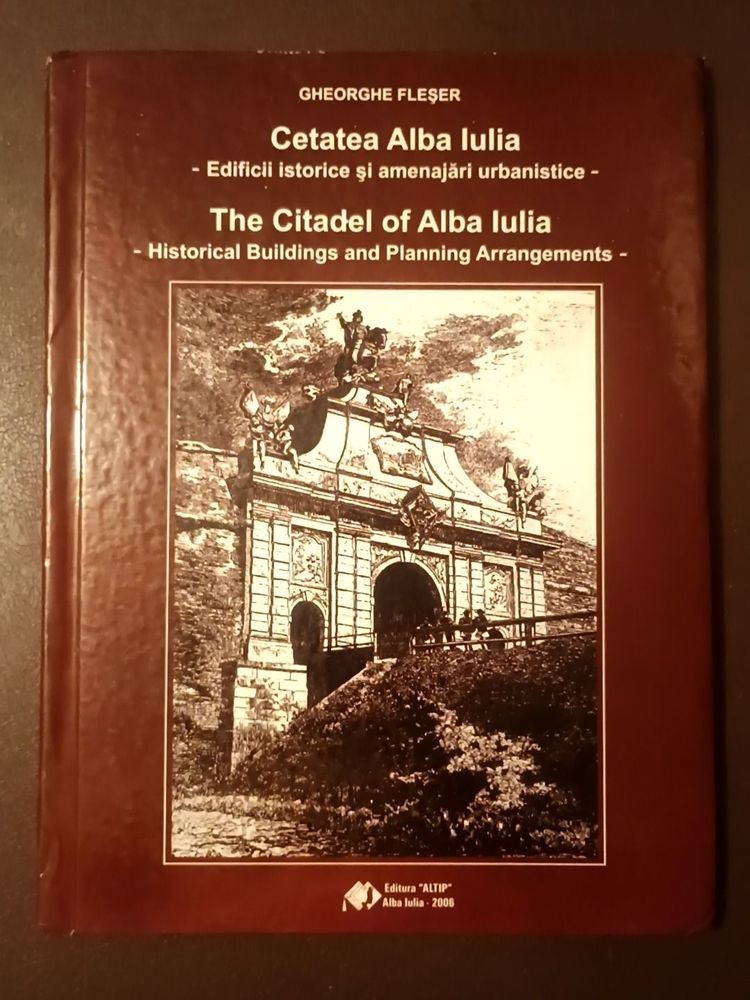 GHEORGHE FLEŞER
Cetatea Alba Iulia
- Edificii istorice şi amenajări urbanistice -
The Citadel of Alba Iulia
- Historical Buildings and Planning Arrangements -
Editura "ALTIP"
Alba Iulia - 2006